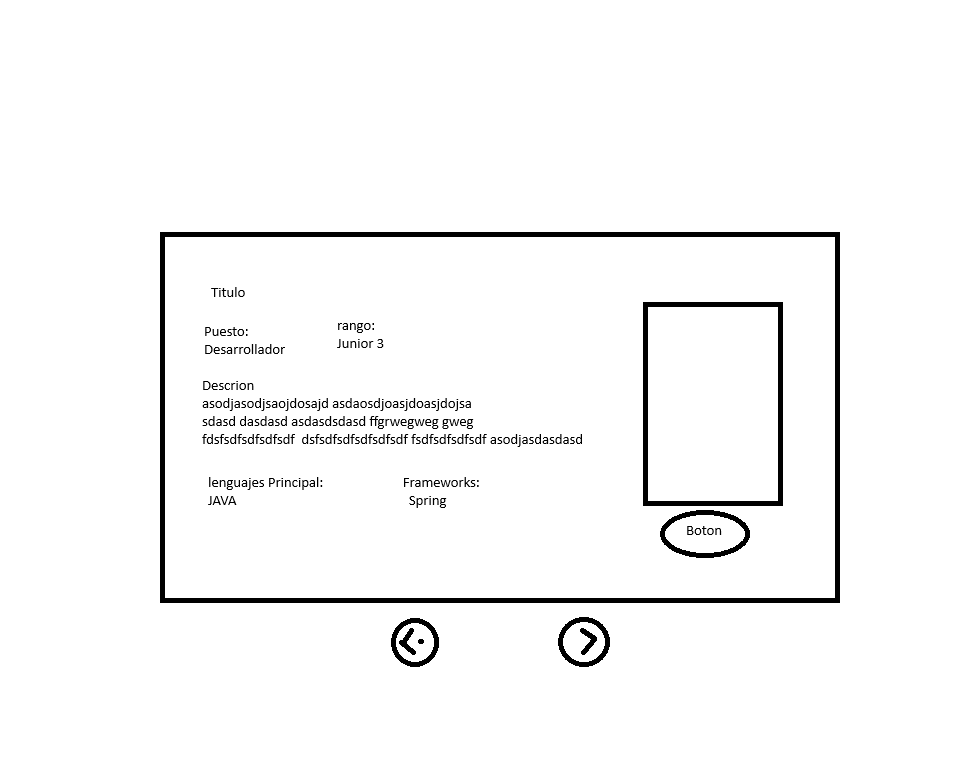 Titulo
Puesto:
Desarrollador
rango:
Junior 3
Descrion
asodjasodjsaojdosajd asdaosdjoasjdoasjdojsa
sdasd dasdasd asdasdsdasd ffgrwegweg gweg
fdsfsdfsdfsdfsdf  dsfsdfsdfsdfsdfsdf fsdfsdfsdfsdf asodjasdasdasd
lenguajes Principal:
JAVA
Frameworks:
Spring
Boton